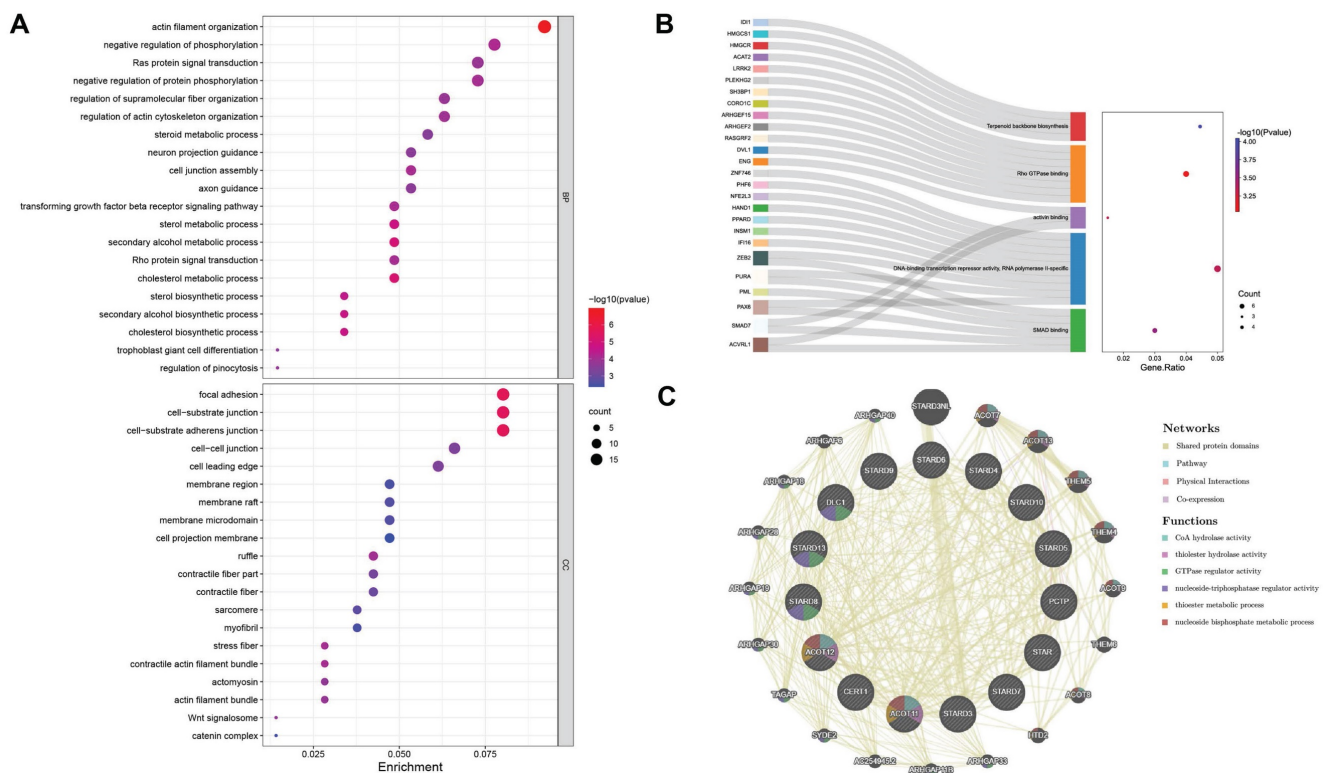 A
actin filament organization
negative regulation of phosphorylation
Ras protein signal transduction
negative regulation of protein phosphorylation
regulation of supramolecular fiber organization
regulation of actin cytoskeleton organization
steroid metabolic process
neuron projection guidance
cell junction assembly
axon guidance
transforming growth factor beta receptor signaling pathway
sterol metabolic process
secondary alcohol metabolic process
Rho protein signal transduction
cholesterol metabolic process
sterol biosynthetic process
secondary alcohol biosynthetic process
cholesterol biosynthetic process
trophoblast giant cell differentiation
regulation of pinocytosis
BP
focal adhesion
cell−substrate junction
cell−substrate adherens junction
cell−cell junction
cell leading edge
membrane region
membrane raft
membrane microdomain
cell projection membrane
ruffle
contractile fiber part
contractile fiber
sarcomere
myofibril
stress fiber
contractile actin filament bundle
actomyosin
actin filament bundle
Wnt signalosome
catenin complex
CC
0.025
0.050
0.075
Enrichment
−log10(pvalue)
6
5
4
3
count
5
10
15
B
IDI1
HMGCS1
HMGCR
ACAT2
LRRK2
PLEKHG2
SH3BP1
CORO1C
ARHGEF15
ARHGEF2
RASGRF2
DVL1
ENG
ZNF746
PHF6
NFE2L3
HAND1
PPARD
INSM1
IFI16
ZEB2
PURA
PML
PAX6
SMAD7
ACVRL1
Terpenoid backbone biosynthesis
Rho GTPase binding
activin binding
DNA-binding transcription repressor activity, RNA polymerase II-specific
SMAD binding
0.02
0.03
0.04
0.05
Gene.Ratio
-log10(Pvalue)
4.00
3.75
3.50
3.25
Count
6
3
4
C
STARD3NL
ACOT7
ACOT13
THEM5
THEM4
ACOT9
THEM6
ACOT8
HTD2
ARHGAP33
ARHGAP11B
AC254945.2
SYDE2
TAGAP
ARHGAP30
ARHGAP19
ARHGAP28
ARHGAP18
ARHGAP6
ARHGAP40
STARD6
STARD4
STARD10
STARD5
PCTP
STAR
STARD7
STARD3
ACOT11
CERT1
ACOT12
STARD8
STARD13
DLC1
STARD9
Networks
Shared protein domains
Pathway
Physical Interactions
Co-expression
Functions
CoA hydrolase activity
thiolester hydrolase activity
GTPase regulator activity
nucleoside-triphosphatase regulator activity
thioester metabolic process
nucleoside bisphosphate metabolic process